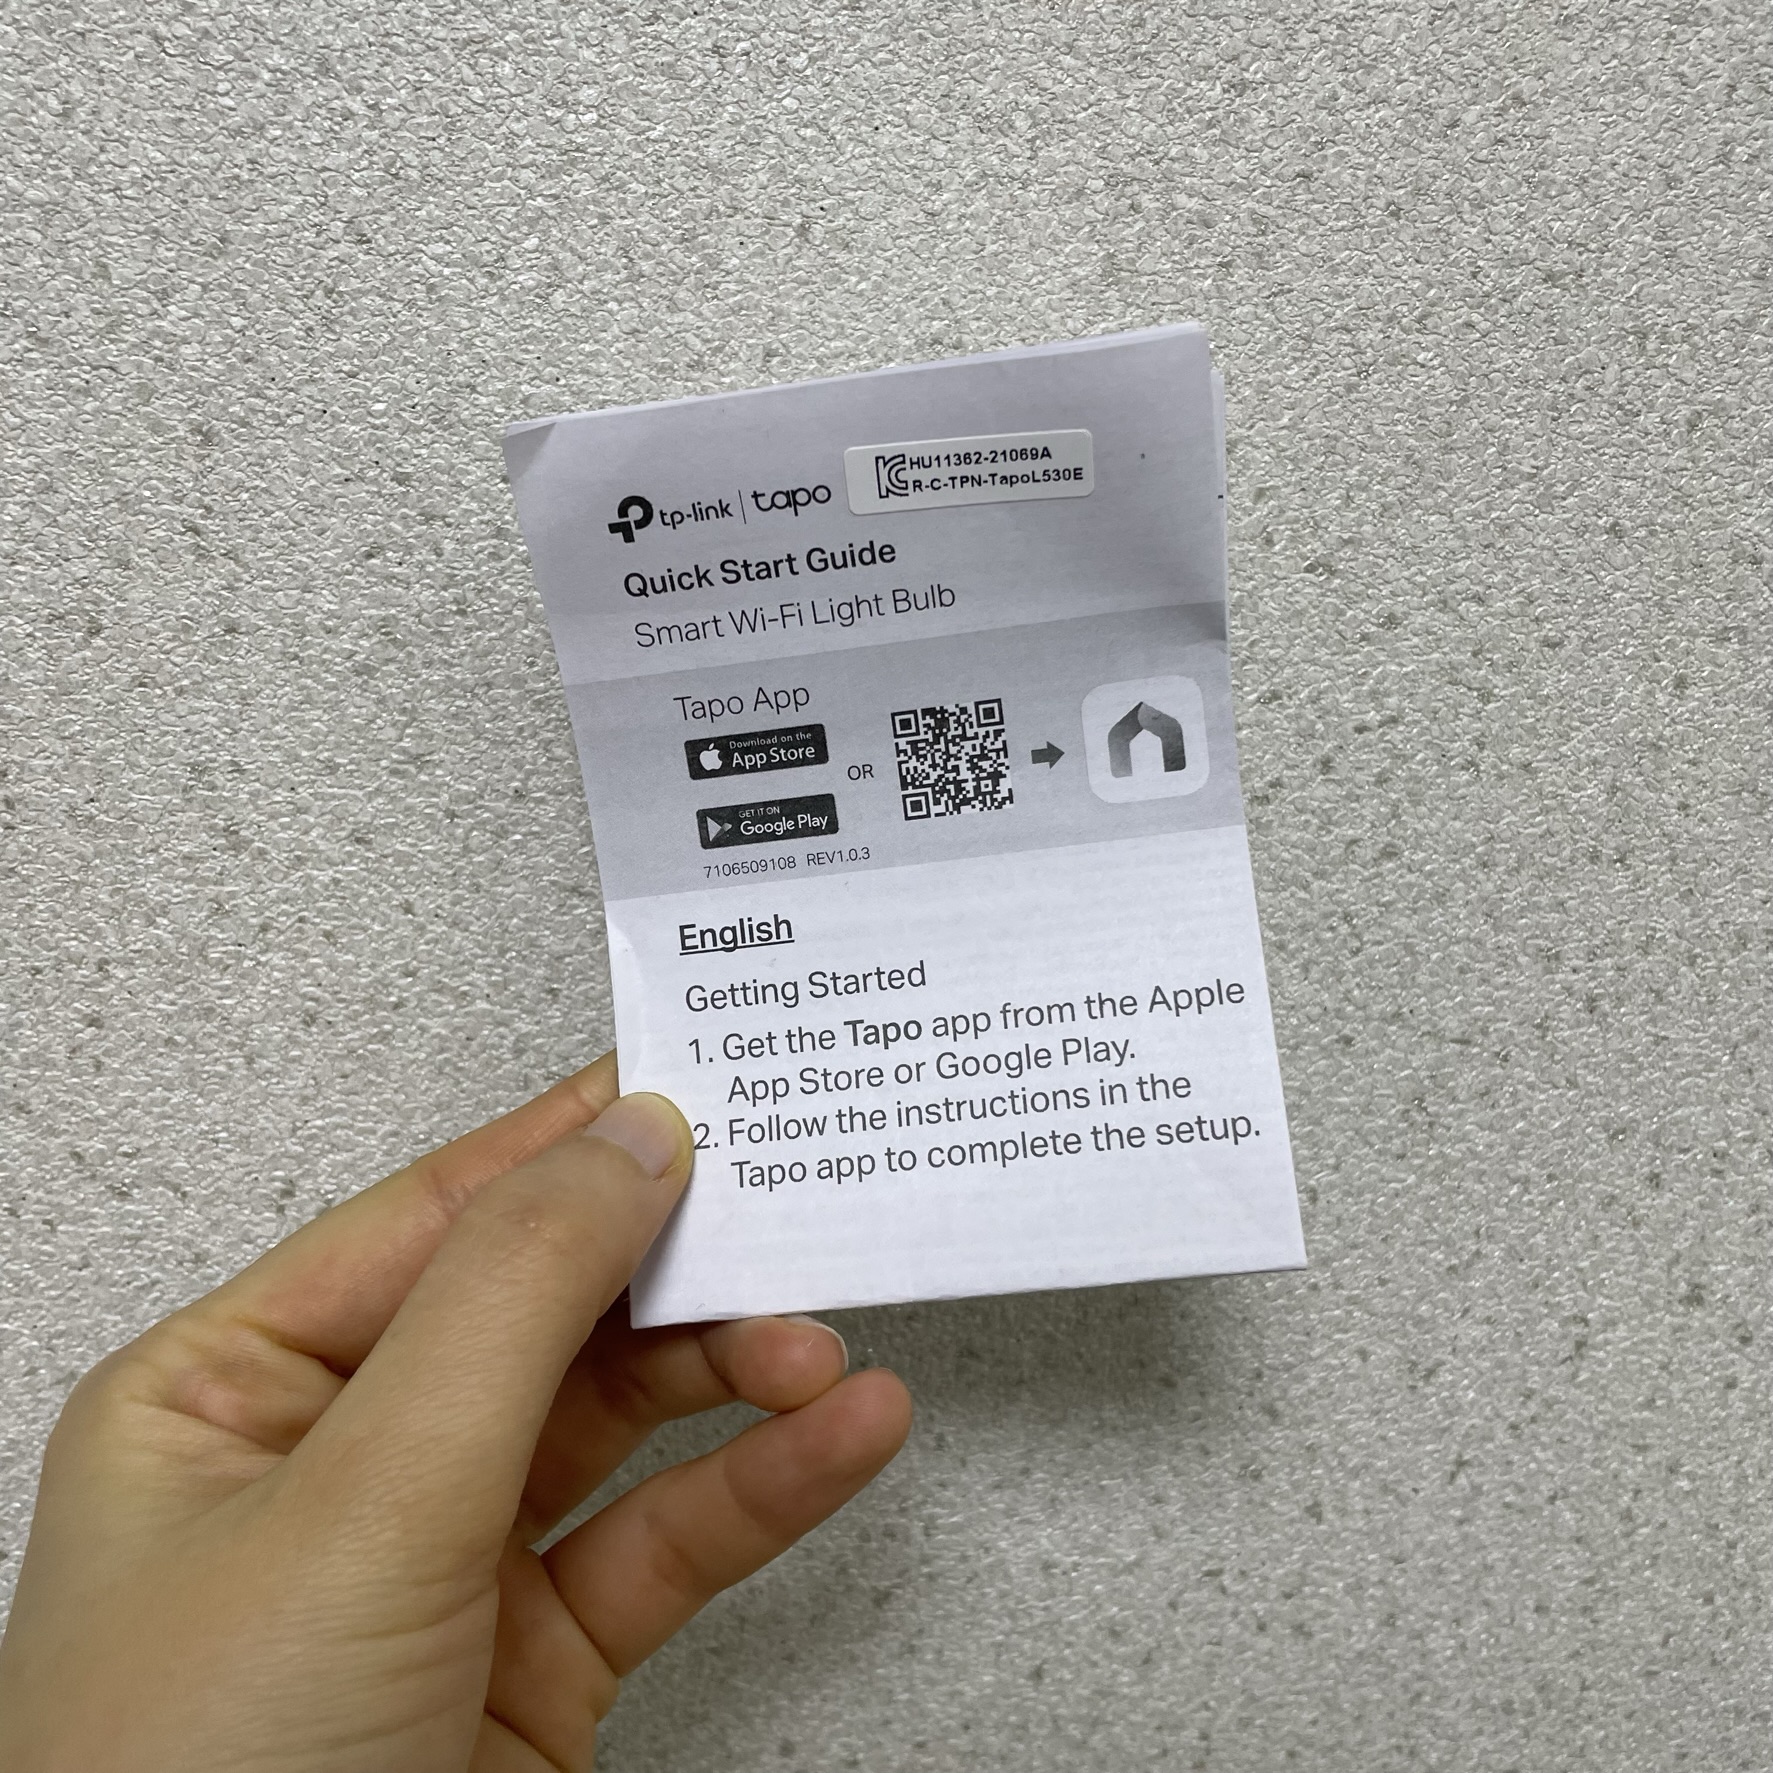 tp-link | tapo
HU11362-21069A
R-C-TPN-TapoL530E
Quick Start Guide
Smart Wi-Fi Light Bulb
Tapo App
Download on the
App Store
OR
GET IT ON
Google Play
7106509108 REV1.0.3
English
Getting Started
1. Get the Tapo app from the Apple
App Store or Google Play.
2. Follow the instructions in the
Tapo app to complete the setup.